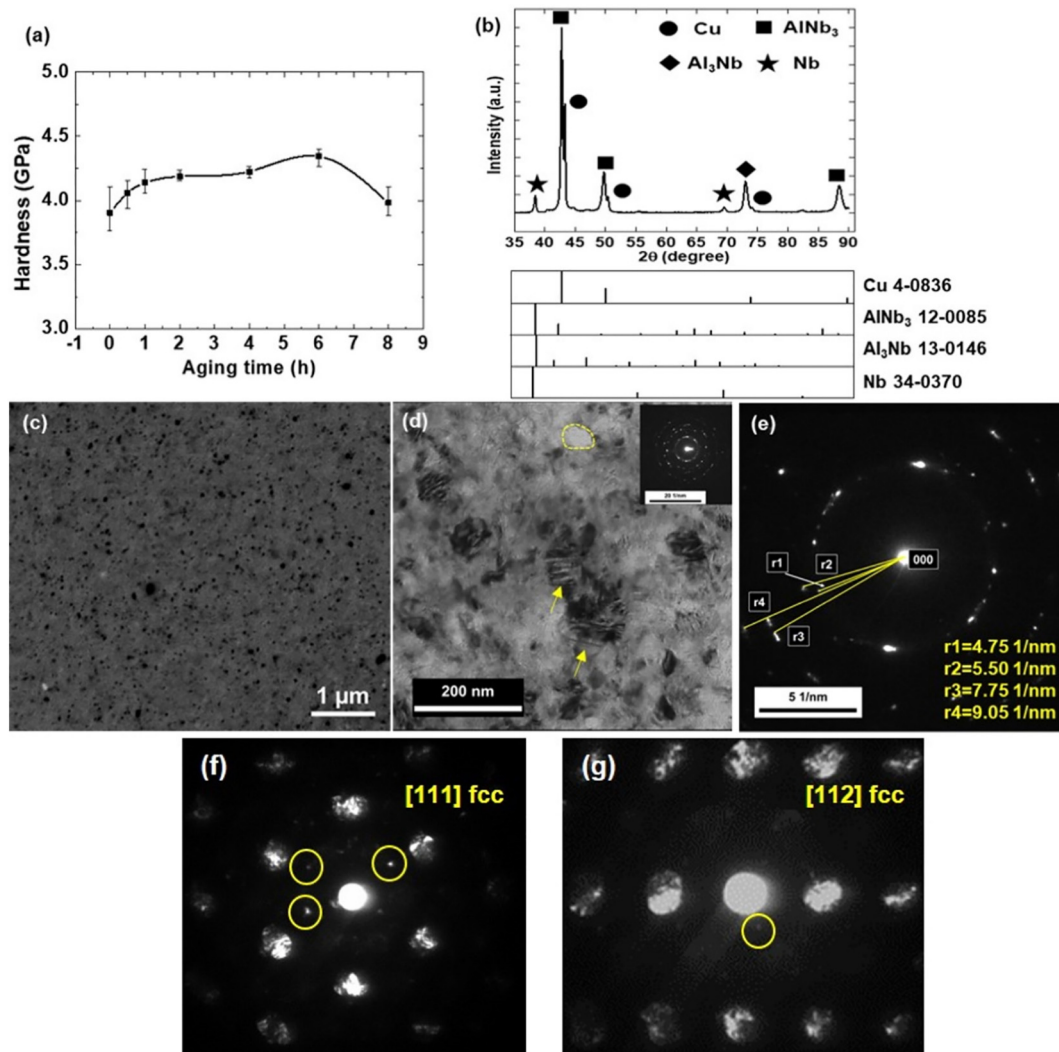 (a)
5.0
4.5
4.0
3.5
3.0
-1 0 1 2 3 4 5 6 7 8 9
Hardness (GPa)
Aging time (h)
(b)
Cu AlNb₃
Al₃Nb Nb
Intensity (a.u.)
35 40 45 50 55 60 65 70 75 80 85 90
2θ (degree)
Cu 4-0836
AlNb₃ 12-0085
Al₃Nb 13-0146
Nb 34-0370
(c)
1 µm
(d)
20 1/nm
200 nm
(e)
000
r1
r2
r4
r3
r1=4.75 1/nm
r2=5.50 1/nm
r3=7.75 1/nm
r4=9.05 1/nm
5 1/nm
(f)
[111] fcc
(g)
[112] fcc